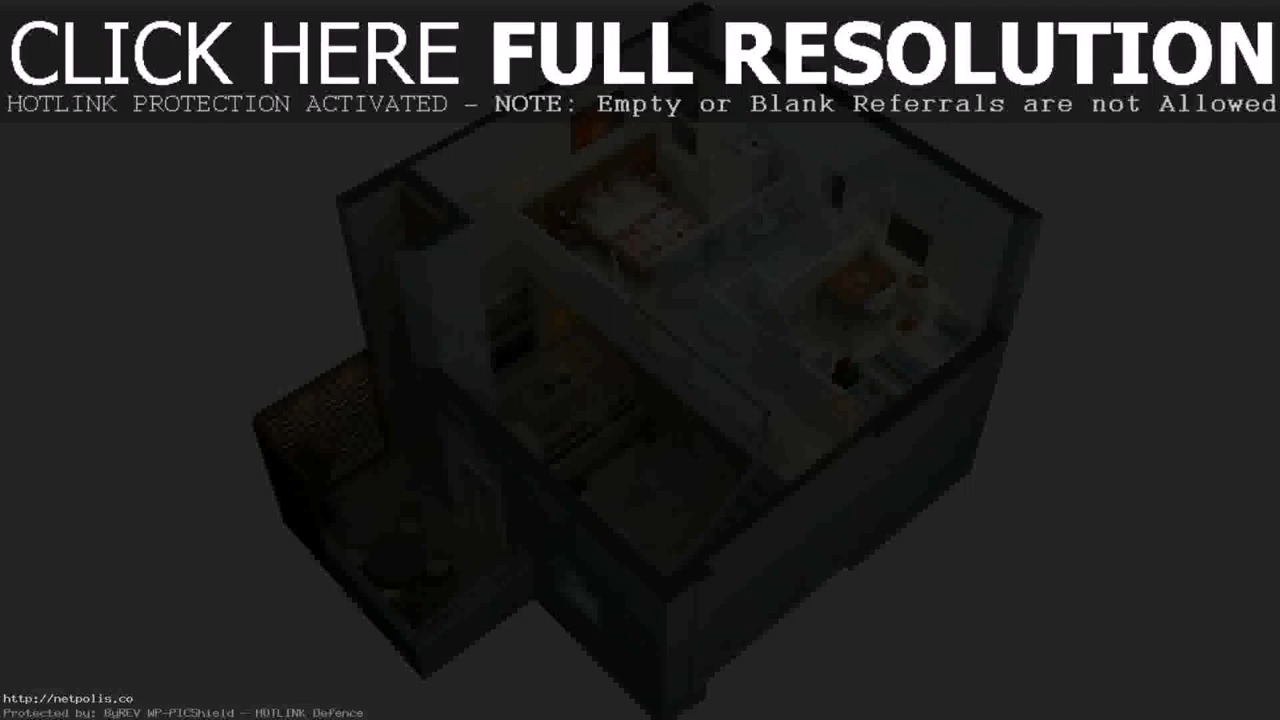 CLICK HERE FULL RESOLUTION
HOTLINK PROTECTION ACTIVATED - NOTE: Empty or Blank Referrals are not Allowed
http://netpolis.co
Protected by: ByREV WP-PICShield - HOTLINK Defence